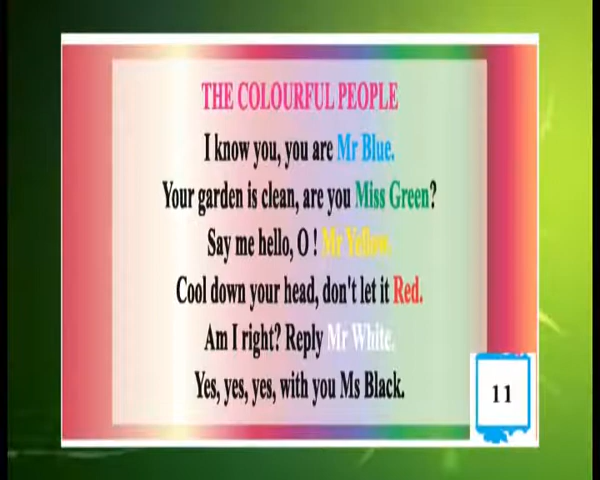 THE COLOURFUL PEOPLE
I know you, you are Mr Blue.
Your garden is clean, are you Miss Green?
Say me hello, O ! Mr Yellow.
Cool down your head, don't let it Red.
Am I right? Reply Mr White.
Yes, yes, yes, with you Ms Black.
11